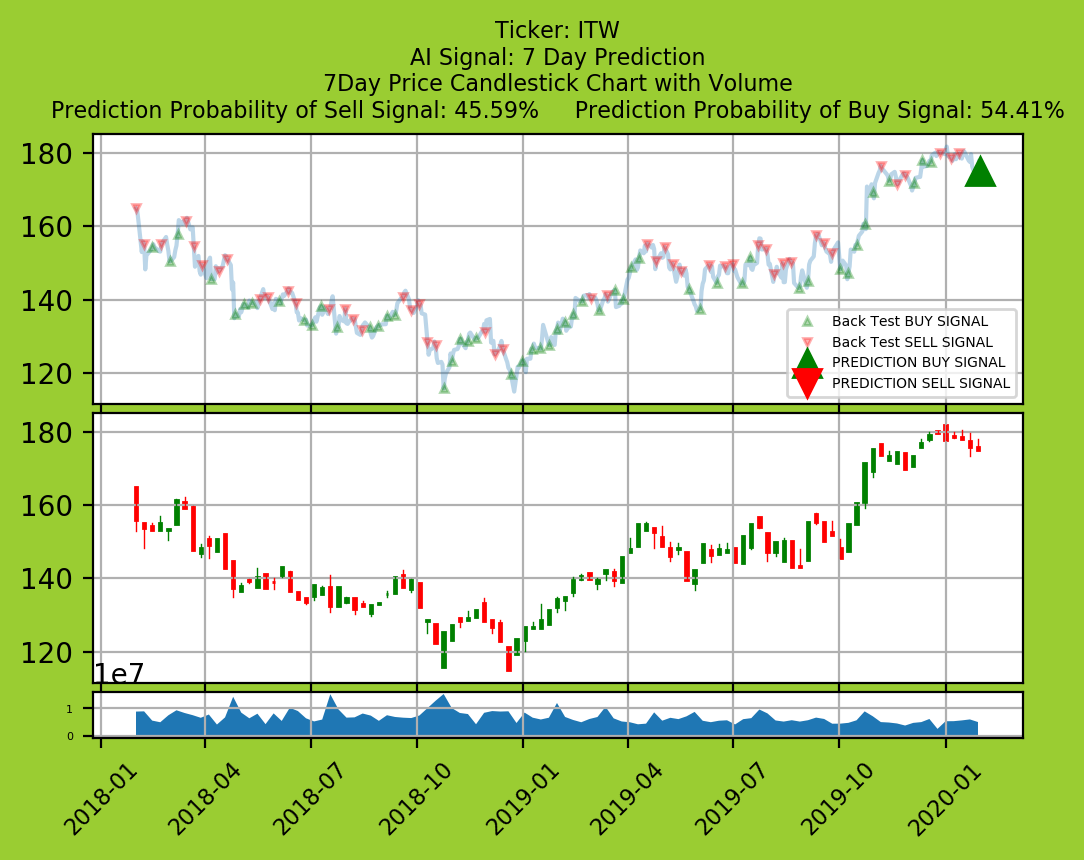 Ticker: ITW
AI Signal: 7 Day Prediction
7Day Price Candlestick Chart with Volume
Prediction Probability of Sell Signal: 45.59%     Prediction Probability of Buy Signal: 54.41%
180
160
140
120
Back Test BUY SIGNAL
Back Test SELL SIGNAL
PREDICTION BUY SIGNAL
PREDICTION SELL SIGNAL
180
160
140
120
1e7
1
0
2018-01 2018-04 2018-07 2018-10 2019-01 2019-04 2019-07 2019-10 2020-01